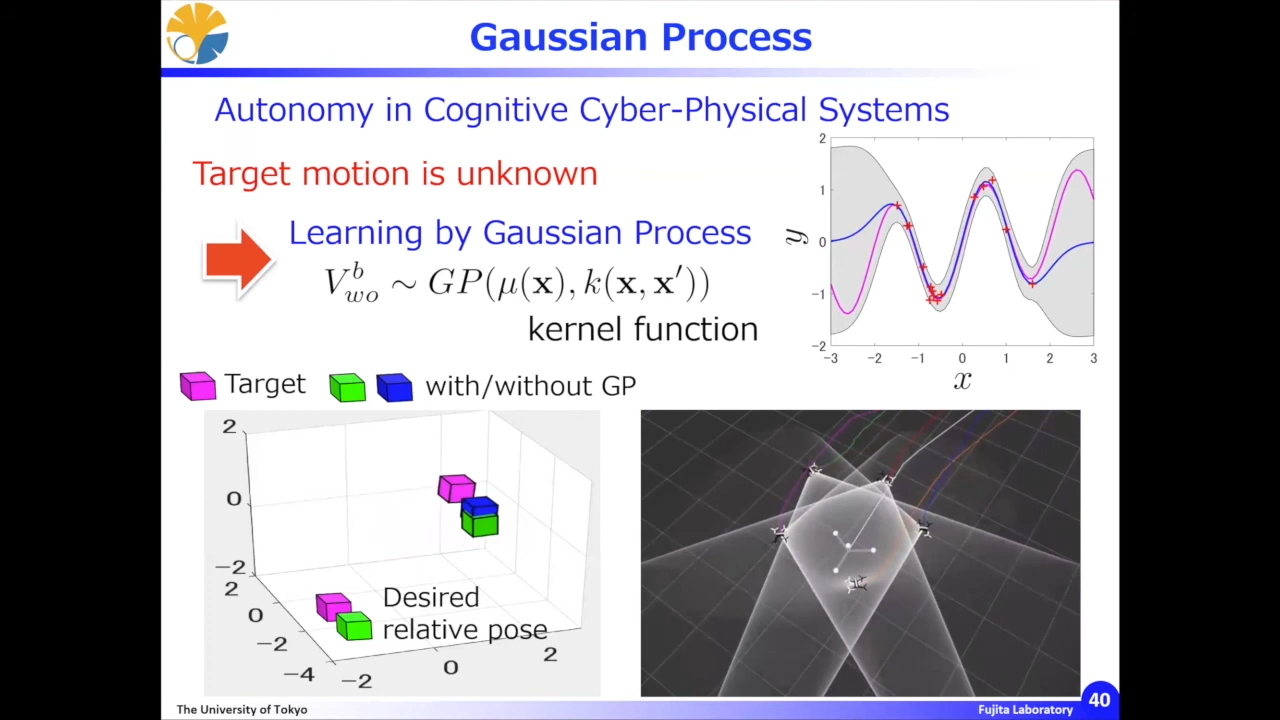 Gaussian Process
Autonomy in Cognitive Cyber-Physical Systems
Target motion is unknown
Learning by Gaussian Process
V^b_{wo} ∼ GP(μ(x), k(x, x′))
kernel function
2
1
0
−1
−2
y
−3 −2 −1 0 1 2 3
x
Target
with/without GP
2
0
−2
2
0
−2
−4
−2
0
2
Desired
relative pose
The University of Tokyo
Fujita Laboratory
40